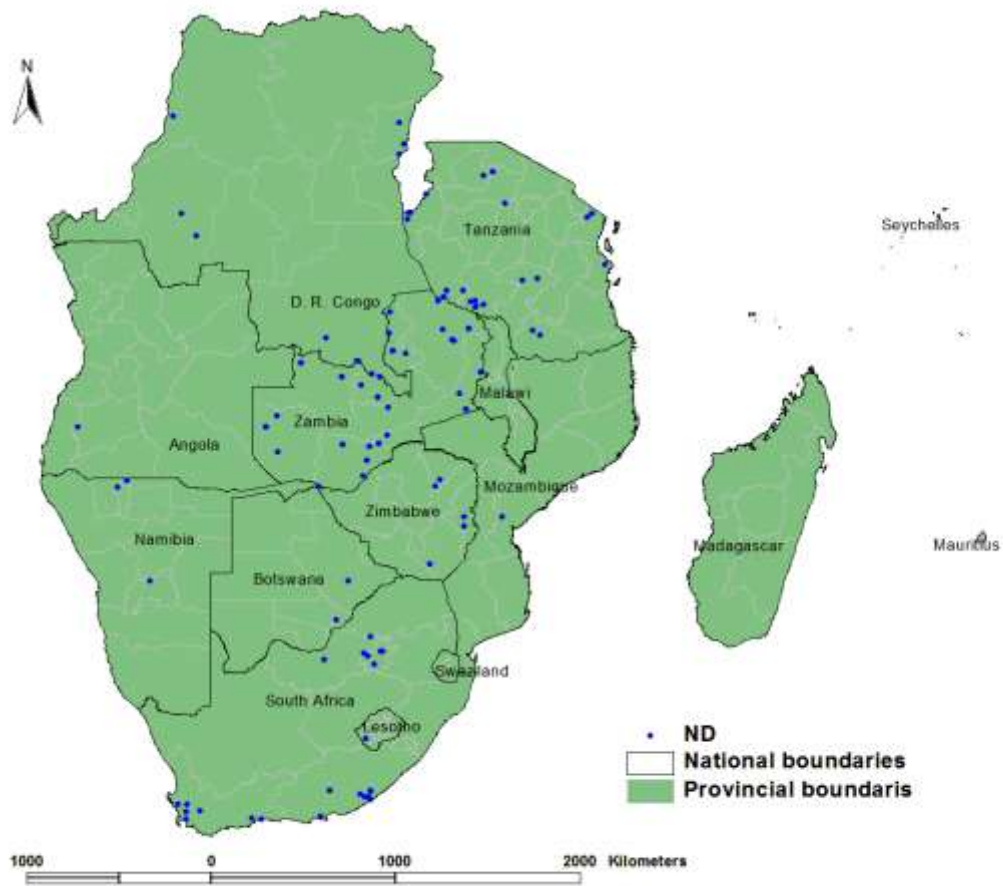 N
Seychelles
Tanzania
D. R. Congo
Malawi
Zambia
Angola
Mozambique
Zimbabwe
Namibia
Madagascar
Mauritius
Botswana
Swaziland
South Africa
Lesotho
ND
National boundaries
Provincial boundaris
1000 0 1000 2000 Kilometers